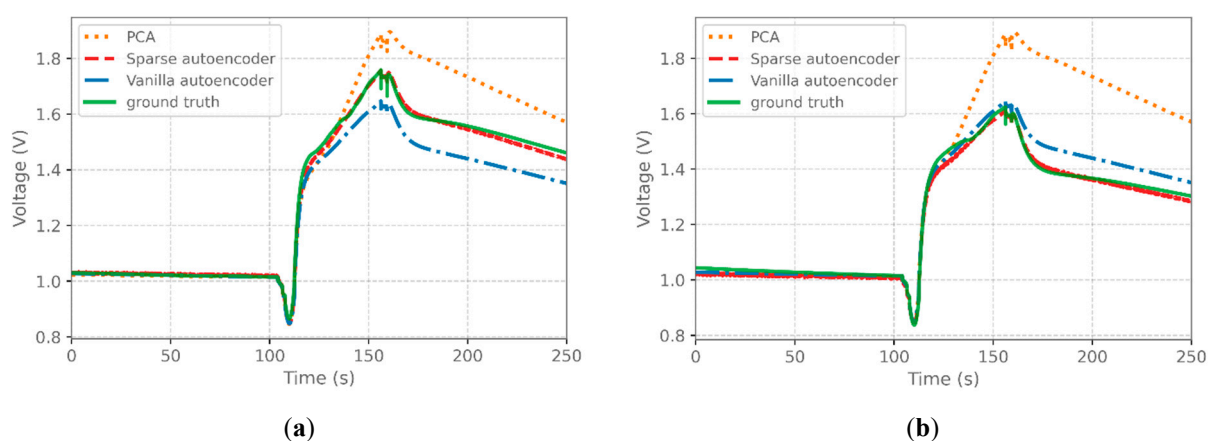 PCA
Sparse autoencoder
Vanilla autoencoder
ground truth
Voltage (V)
1.8
1.6
1.4
1.2
1.0
0.8
0 50 100 150 200 250
Time (s)
(a)
PCA
Sparse autoencoder
Vanilla autoencoder
ground truth
Voltage (V)
1.8
1.6
1.4
1.2
1.0
0.8
0 50 100 150 200 250
Time (s)
(b)